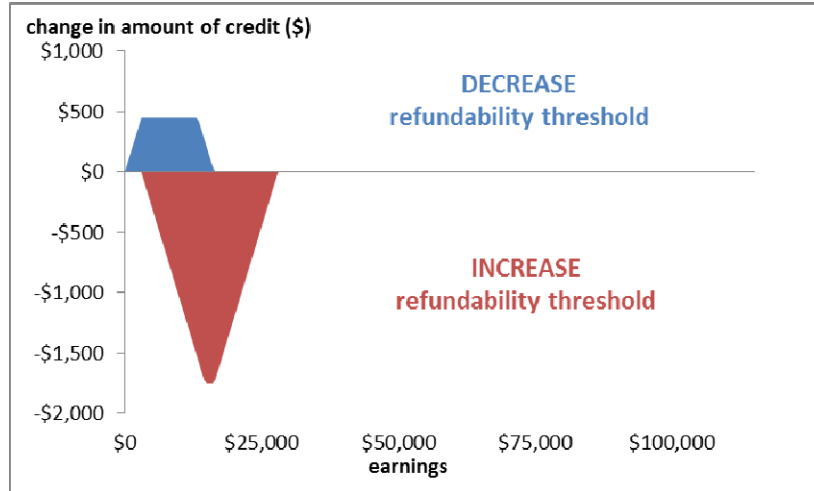 change in amount of credit ($)
$1,000
$500
$0
-$500
-$1,000
-$1,500
-$2,000
DECREASE
refundability threshold
INCREASE
refundability threshold
$0 $25,000 $50,000 $75,000 $100,000
earnings